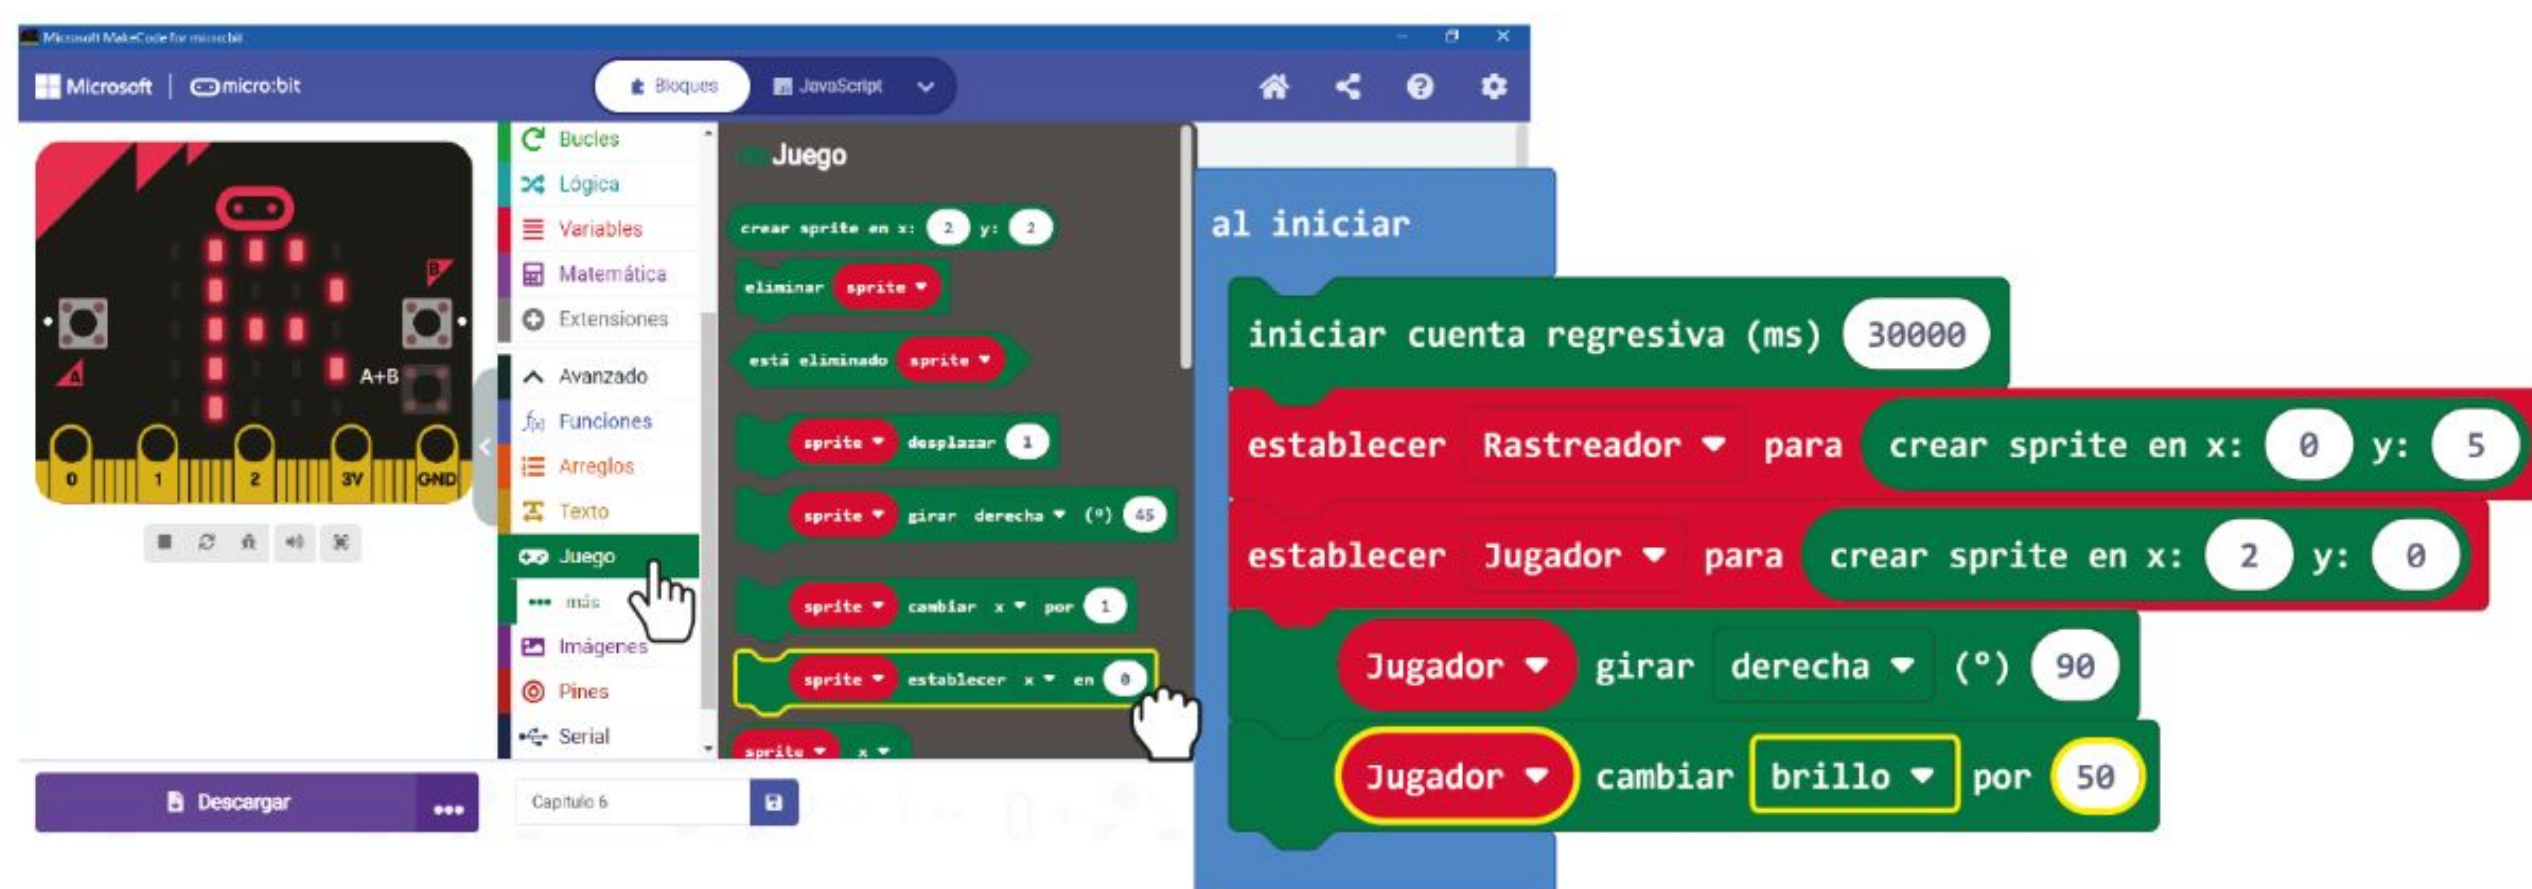 Microsoft MakeCode for micro:bit
Microsoft | micro:bit
Bloques
JavaScript
B
A
A+B
0 1 2 3V GND
Bucles
Lógica
Variables
Matemática
Extensiones
Avanzado
Funciones
Arreglos
Texto
Juego
más
Imágenes
Pines
Serial
Juego
crear sprite en x: 2 y: 2
eliminar sprite
está eliminado sprite
sprite desplazar 1
sprite girar derecha (°) 45
sprite cambiar x por 1
sprite establecer x en 0
sprite x
al iniciar
iniciar cuenta regresiva (ms) 30000
establecer Rastreador para crear sprite en x: 0 y: 5
establecer Jugador para crear sprite en x: 2 y: 0
Jugador girar derecha (°) 90
Jugador cambiar brillo por 50
Descargar
Capitulo 6